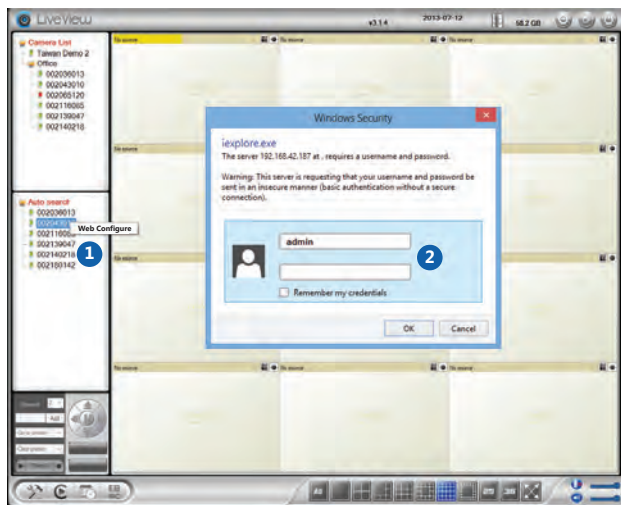 LiveView
v3.1.4
2013-07-12
58.2 GB
Camera List
Taiwan Demo 2
Office
002036013
002043010
002065120
002116065
002139047
002140218
No source
No source
No source
No source
No source
Windows Security
iexplore.exe
The server 192.168.42.187 at . requires a username and password.
Warning: This server is requesting that your username and password be
sent in an insecure manner (basic authentication without a secure
connection).
admin
Remember my credentials
OK
Cancel
Auto search
002036013
Web Configure
002139047
002140218
1
2
No source
No source
No source
Add